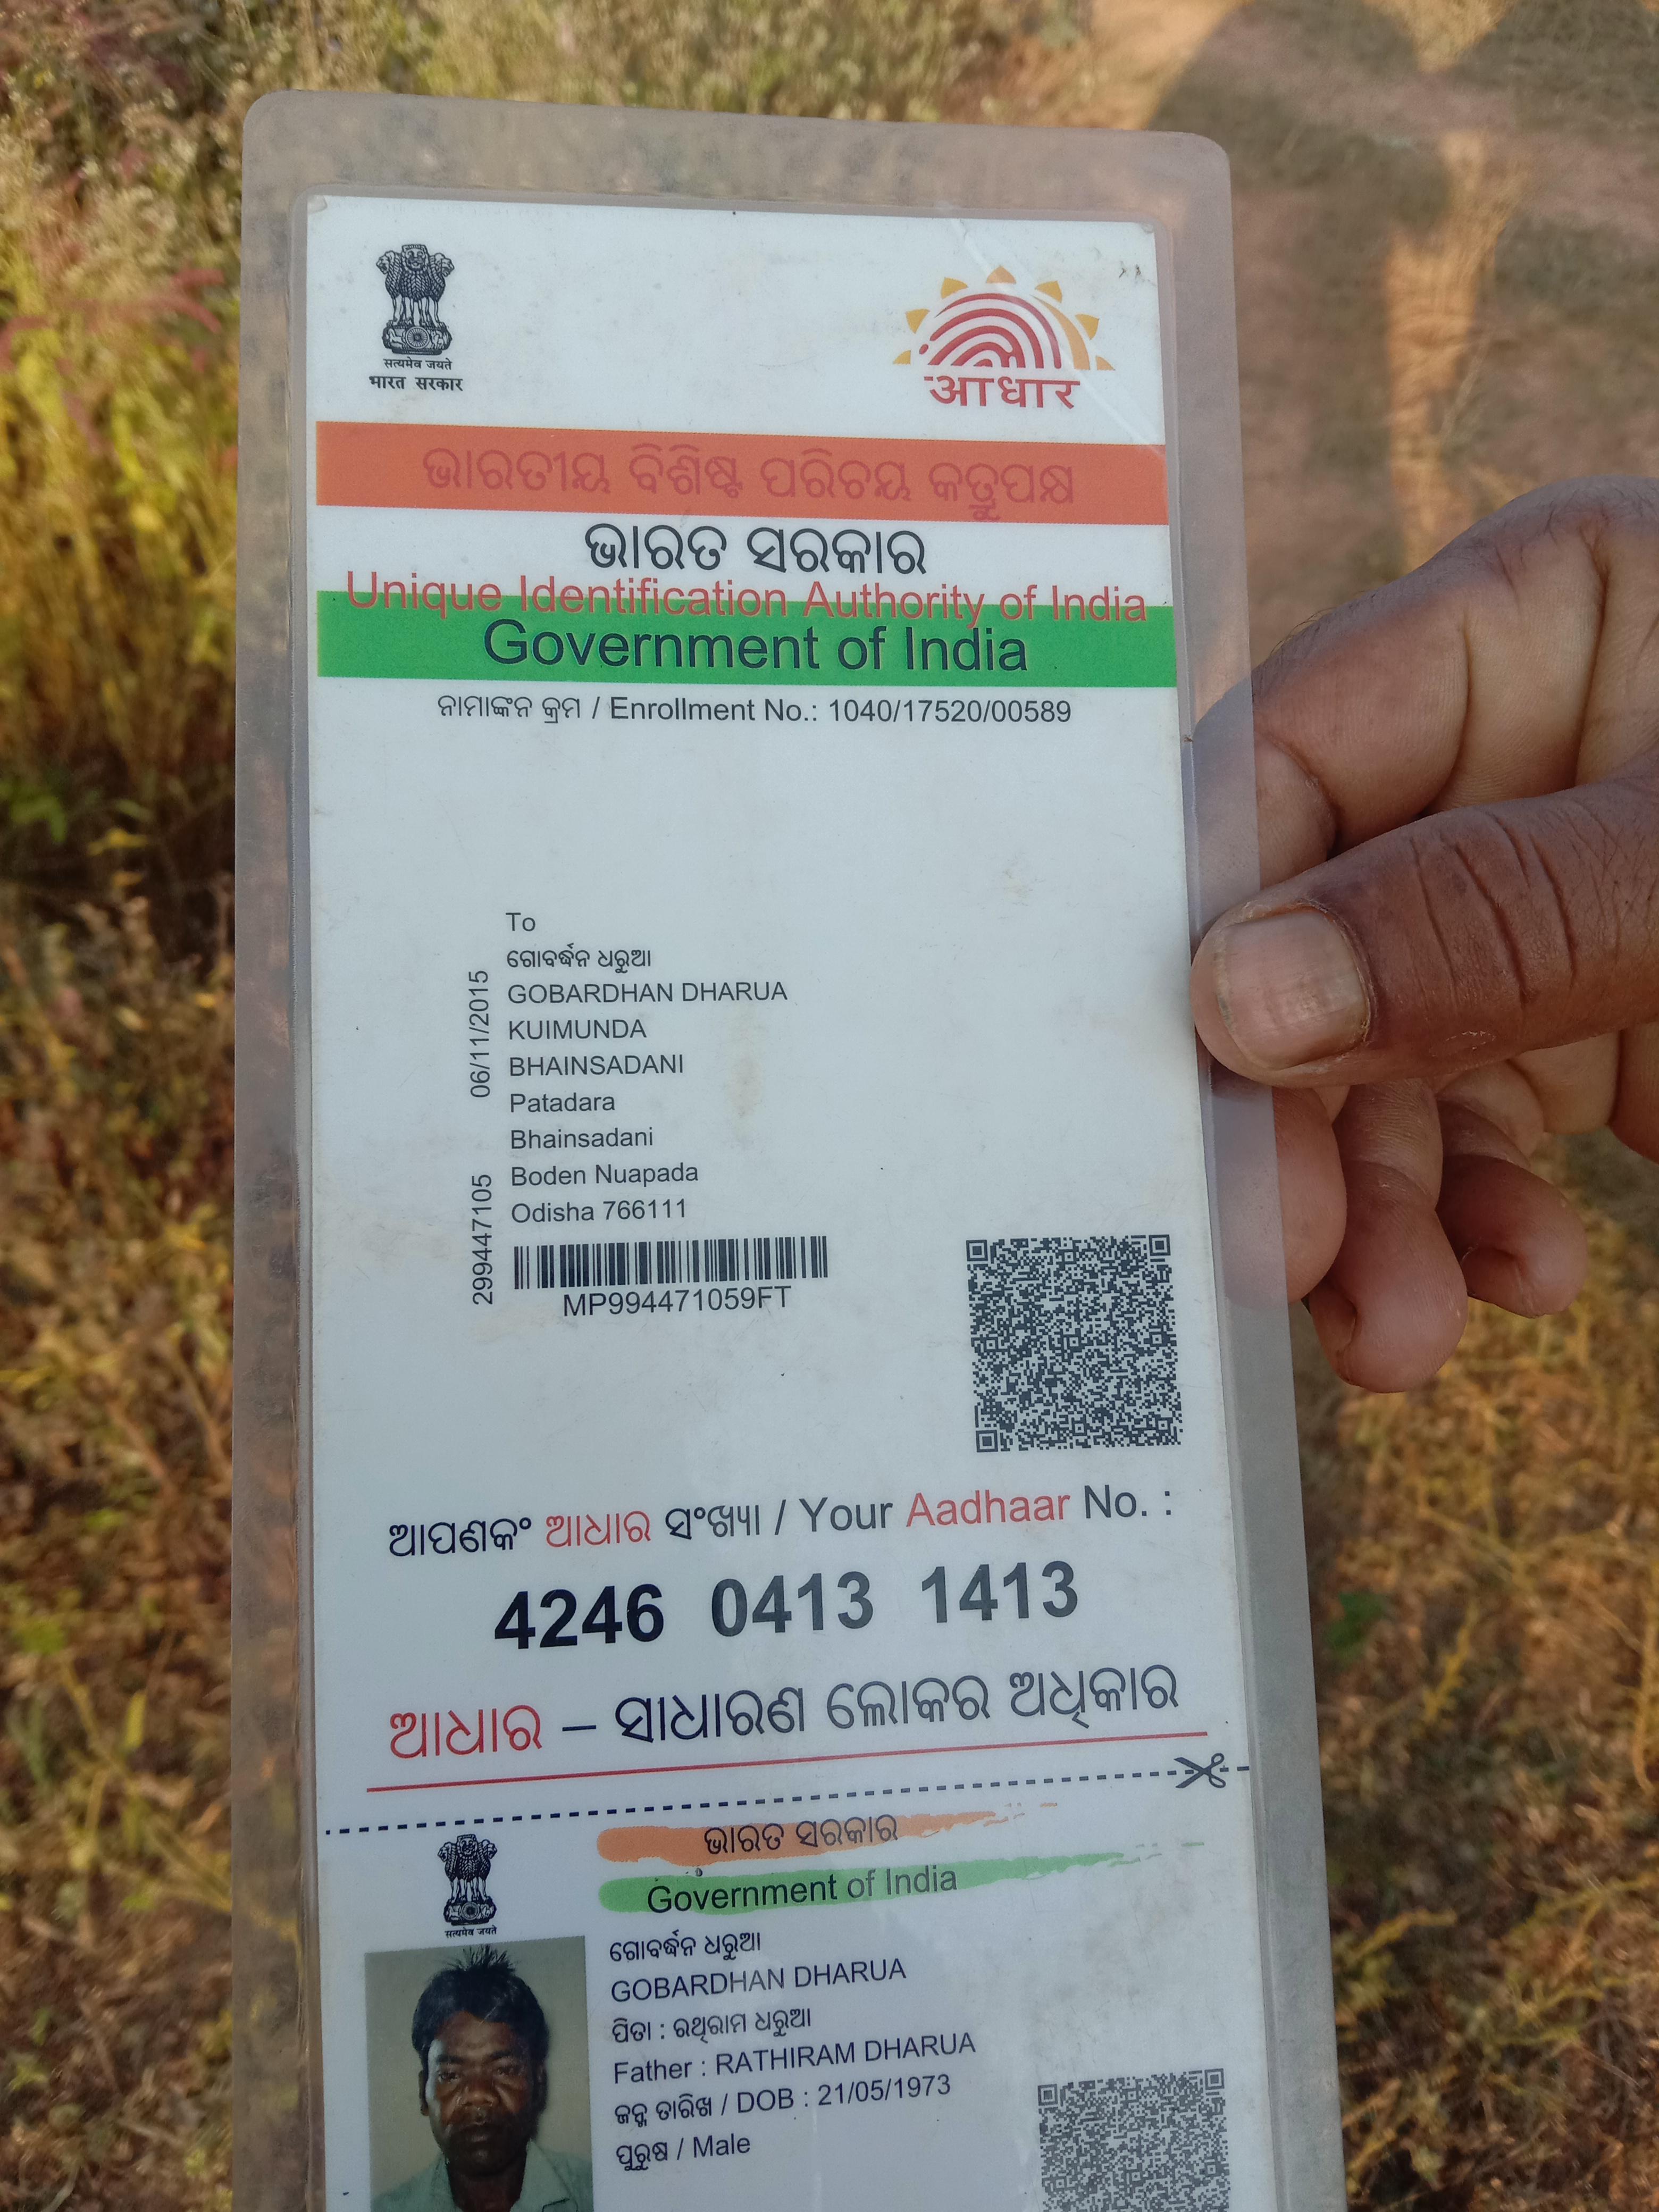 सत्यमेव जयते
भारत सरकार
आधार
ଭାରତୀୟ ବିଶିଷ୍ଟ ପରିଚୟ କର୍ତ୍ତୃପକ୍ଷ
ଭାରତ ସରକାର
Unique Identification Authority of India
Government of India
ନାମାଙ୍କନ କ୍ରମ / Enrollment No.: 1040/17520/00589
To
ଗୋବର୍ଦ୍ଧନ ଧରୁଆ
GOBARDHAN DHARUA
KUIMUNDA
BHAINSADANI
Patadara
Bhainsadani
Boden Nuapada
Odisha 766111
06/11/2015
299447105
MP994471059FT
ଆପଣକଂ ଆଧାର ସଂଖ୍ୟା / Your Aadhaar No. :
4246 0413 1413
ଆଧାର – ସାଧାରଣ ଲୋକର ଅଧିକାର
ଭାରତ ସରକାର
Government of India
सत्यमेव जयते
ଗୋବର୍ଦ୍ଧନ ଧରୁଆ
GOBARDHAN DHARUA
ପିତା : ରଥିରାମ ଧରୁଆ
Father : RATHIRAM DHARUA
ଜନ୍ମ ତାରିଖ / DOB : 21/05/1973
ପୁରୁଷ / Male